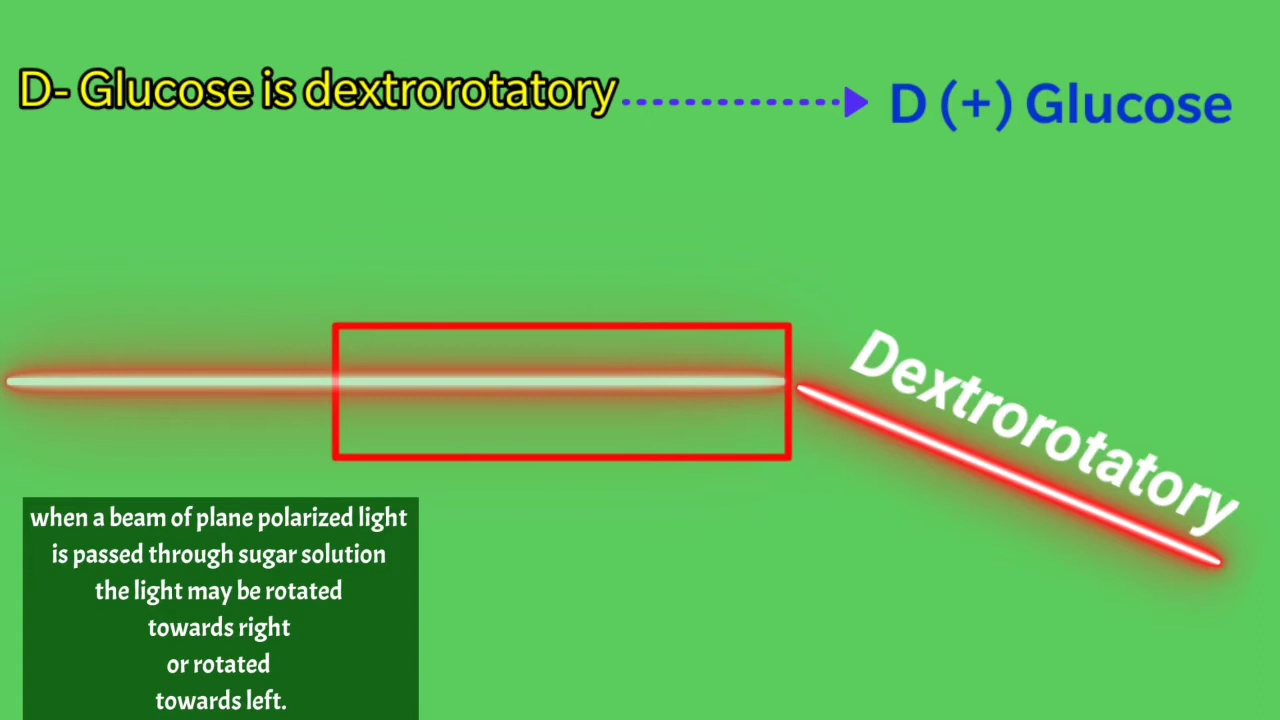 D- Glucose is dextrorotatory
D (+) Glucose
Dextrorotatory
when a beam of plane polarized light
is passed through sugar solution
the light may be rotated
towards right
or rotated
towards left.